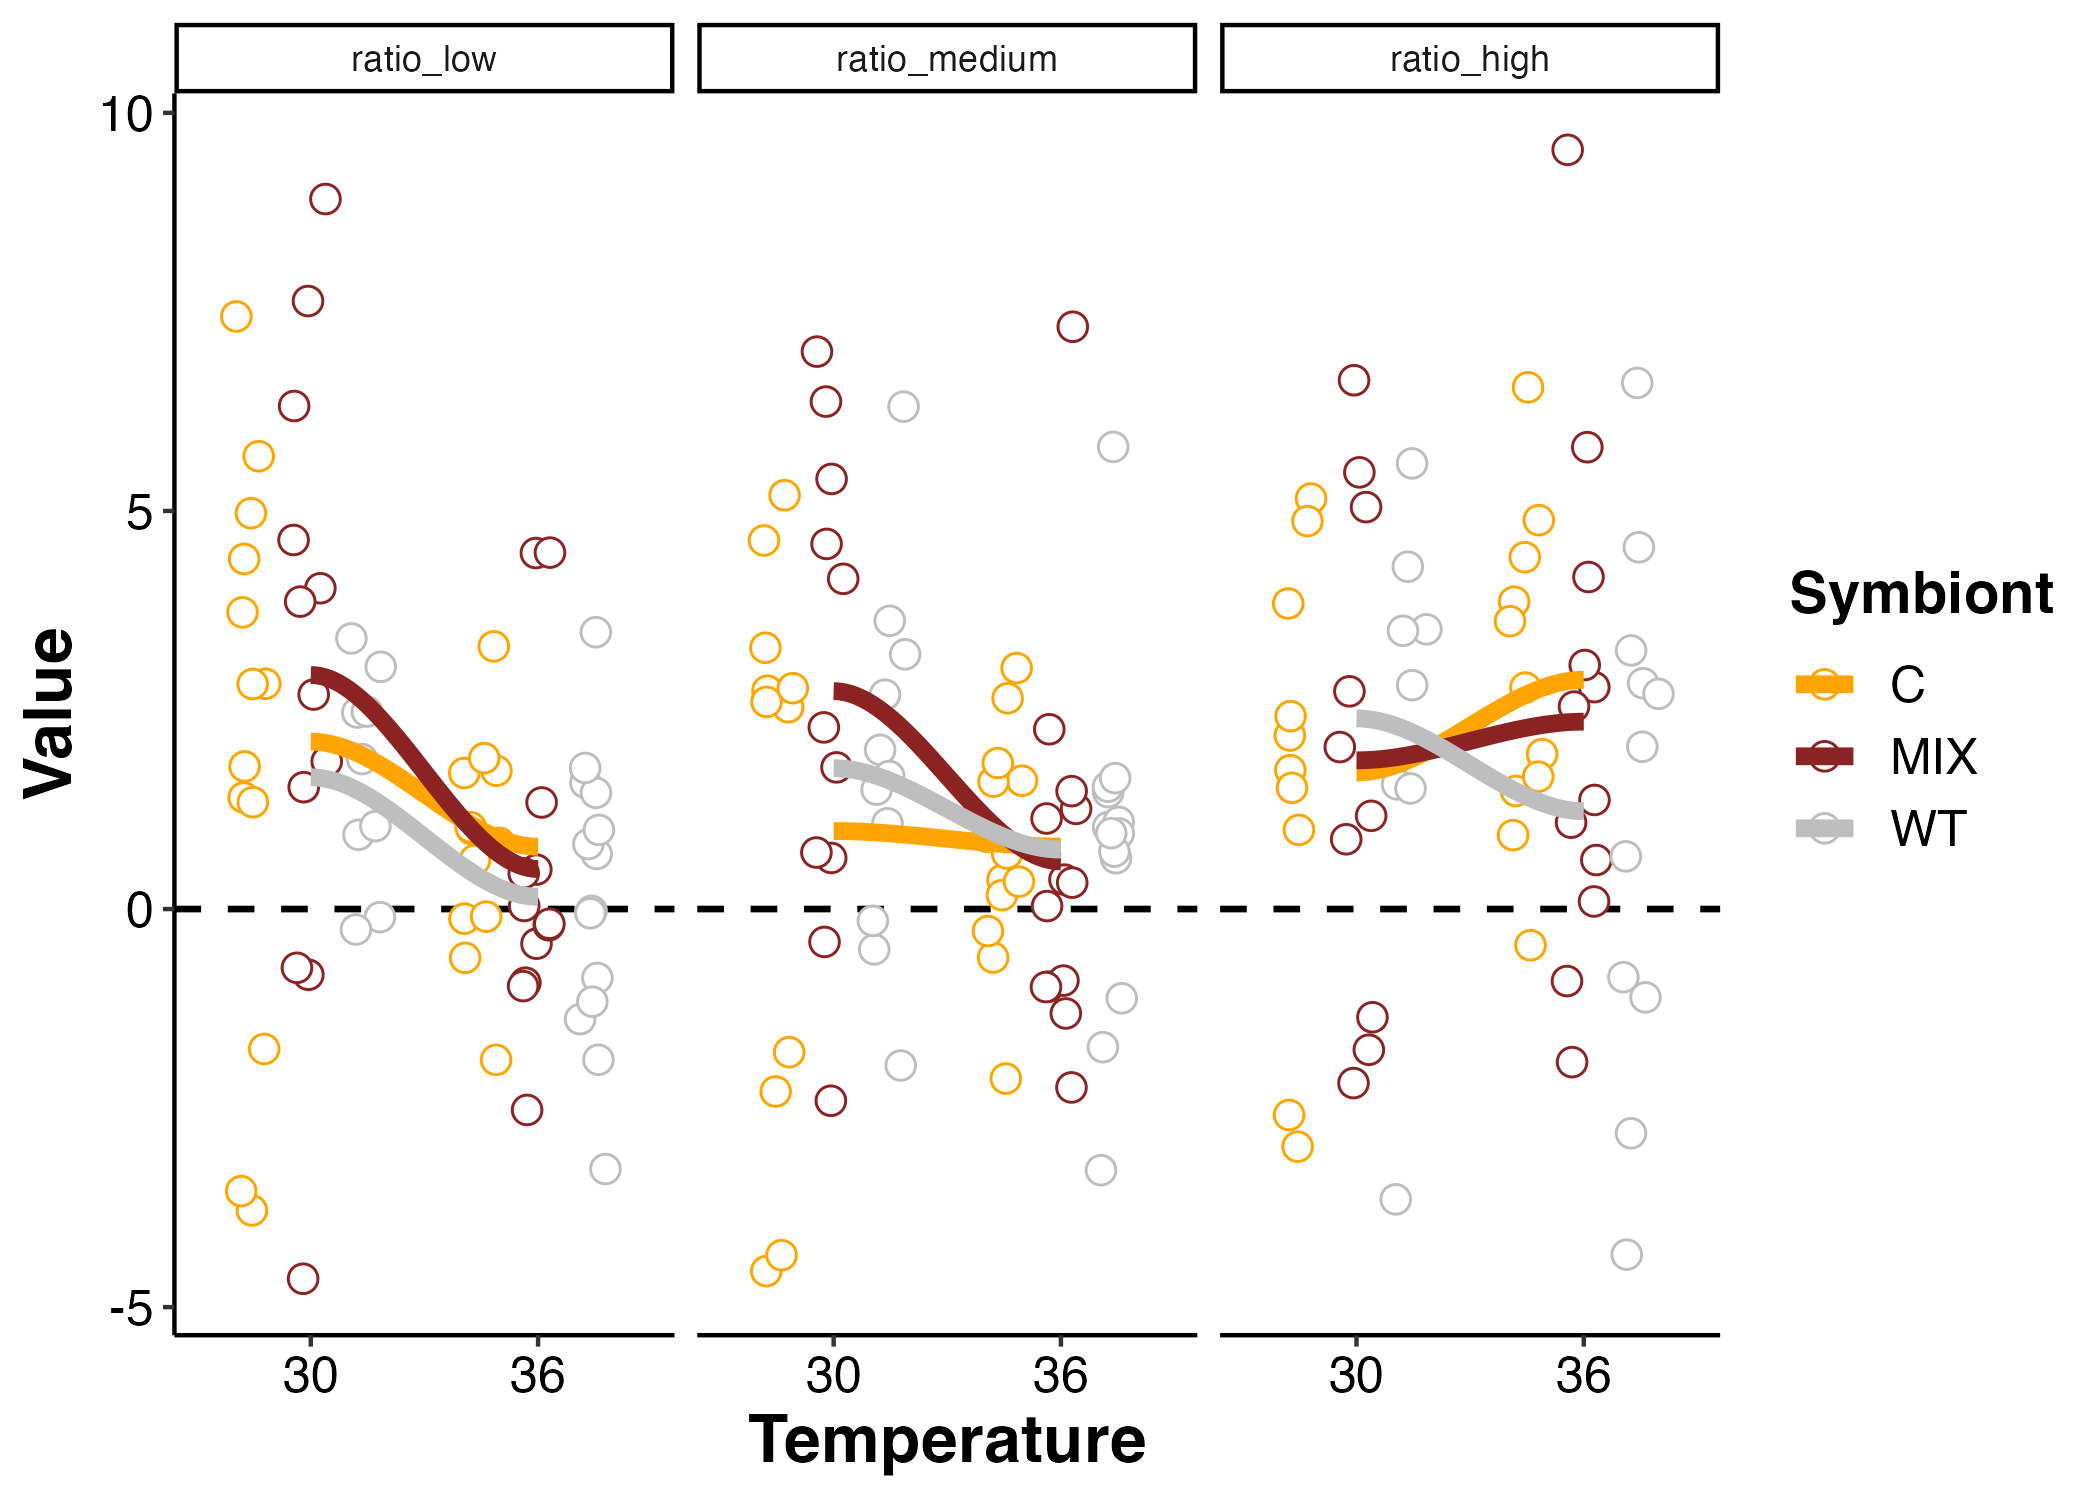 ratio_low
ratio_medium
ratio_high
10
5
0
-5
Value
30
36
30
36
30
36
Temperature
Symbiont
C
MIX
WT